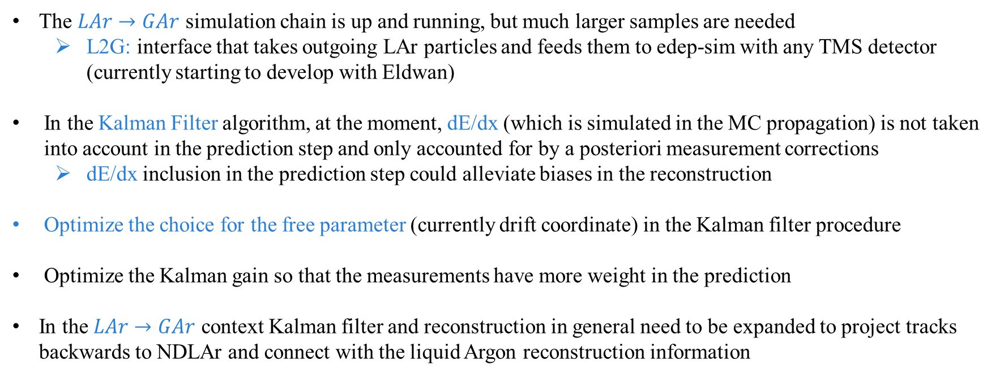 • The LAr → GAr simulation chain is up and running, but much larger samples are needed
➢ L2G: interface that takes outgoing LAr particles and feeds them to edep-sim with any TMS detector
(currently starting to develop with Eldwan)
• In the Kalman Filter algorithm, at the moment, dE/dx (which is simulated in the MC propagation) is not taken
into account in the prediction step and only accounted for by a posteriori measurement corrections
➢ dE/dx inclusion in the prediction step could alleviate biases in the reconstruction
• Optimize the choice for the free parameter (currently drift coordinate) in the Kalman filter procedure
• Optimize the Kalman gain so that the measurements have more weight in the prediction
• In the LAr → GAr context Kalman filter and reconstruction in general need to be expanded to project tracks
backwards to NDLAr and connect with the liquid Argon reconstruction information